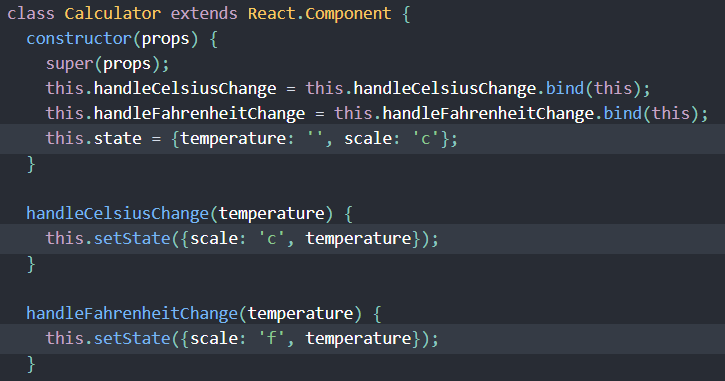 class Calculator extends React.Component {
  constructor(props) {
    super(props);
    this.handleCelsiusChange = this.handleCelsiusChange.bind(this);
    this.handleFahrenheitChange = this.handleFahrenheitChange.bind(this);
    this.state = {temperature: '', scale: 'c'};
  }

  handleCelsiusChange(temperature) {
    this.setState({scale: 'c', temperature});
  }

  handleFahrenheitChange(temperature) {
    this.setState({scale: 'f', temperature});
  }